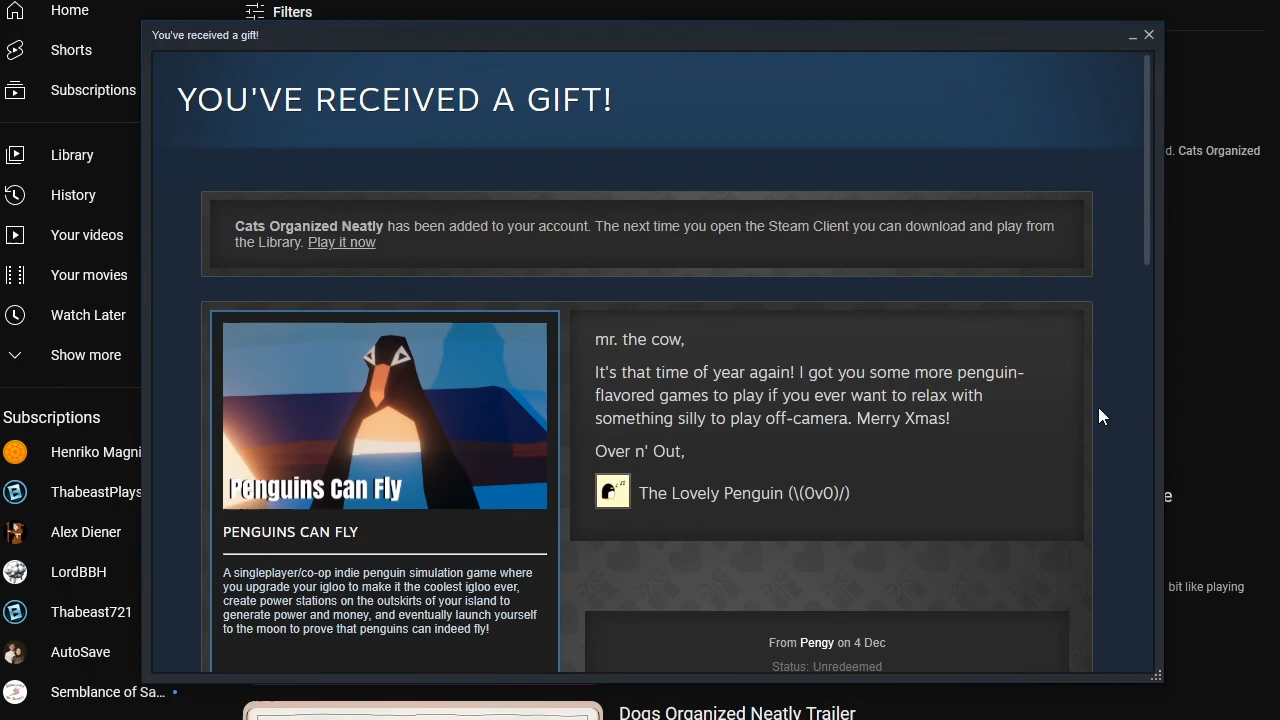 Home
Filters
Shorts
Subscriptions
Library
History
Your videos
Your movies
Watch Later
Show more
Subscriptions
Henriko Magni
ThabeastPlays
Alex Diener
LordBBH
Thabeast721
AutoSave
Semblance of Sa...
You've received a gift!
YOU'VE RECEIVED A GIFT!
Cats Organized Neatly has been added to your account. The next time you open the Steam Client you can download and play from
the Library. Play it now
Penguins Can Fly
PENGUINS CAN FLY
A singleplayer/co-op indie penguin simulation game where
you upgrade your igloo to make it the coolest igloo ever,
create power stations on the outskirts of your island to
generate power and money, and eventually launch yourself
to the moon to prove that penguins can indeed fly!
mr. the cow,
It's that time of year again! I got you some more penguin-
flavored games to play if you ever want to relax with
something silly to play off-camera. Merry Xmas!
Over n' Out,
The Lovely Penguin (\(0v0)/)
From Pengy on 4 Dec
Status: Unredeemed
d. Cats Organized
e
bit like playing
Dogs Organized Neatly Trailer